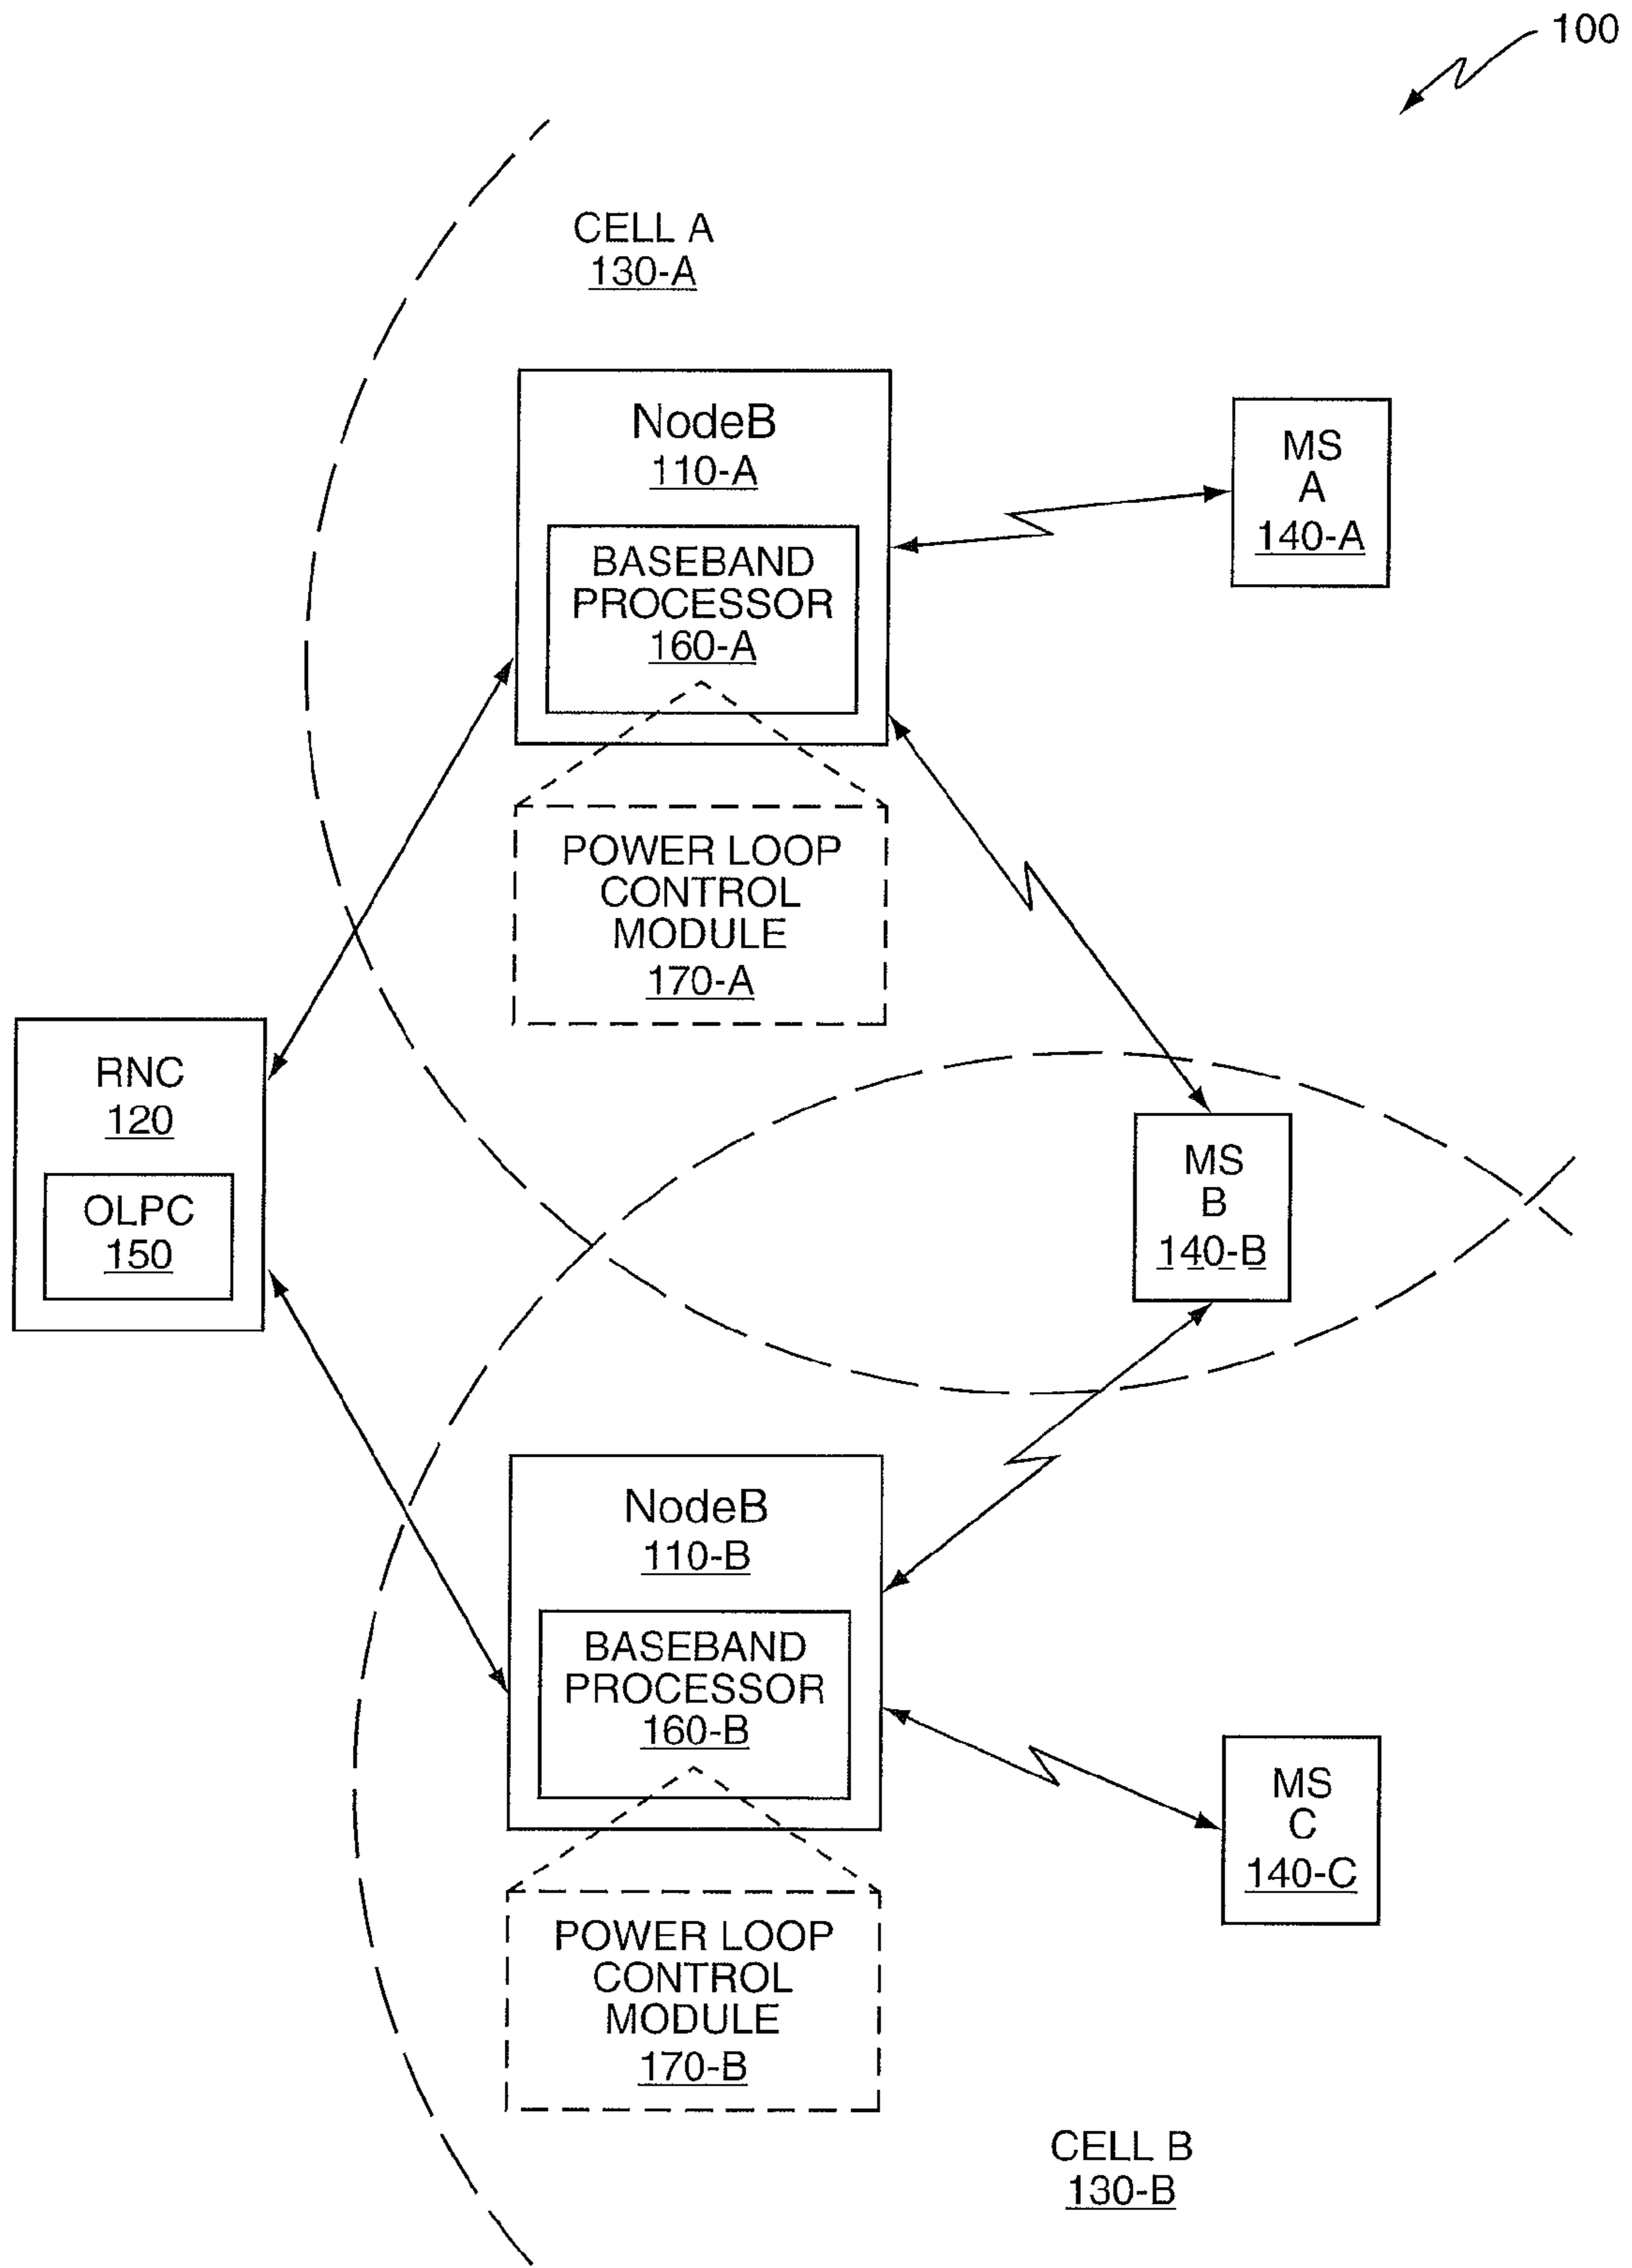 100
CELL A
130-A
NodeB
110-A
BASEBAND
PROCESSOR
160-A
MS
A
140-A
POWER LOOP
CONTROL
MODULE
170-A
RNC
120
OLPC
150
MS
B
140-B
NodeB
110-B
BASEBAND
PROCESSOR
160-B
MS
C
140-C
POWER LOOP
CONTROL
MODULE
170-B
CELL B
130-B